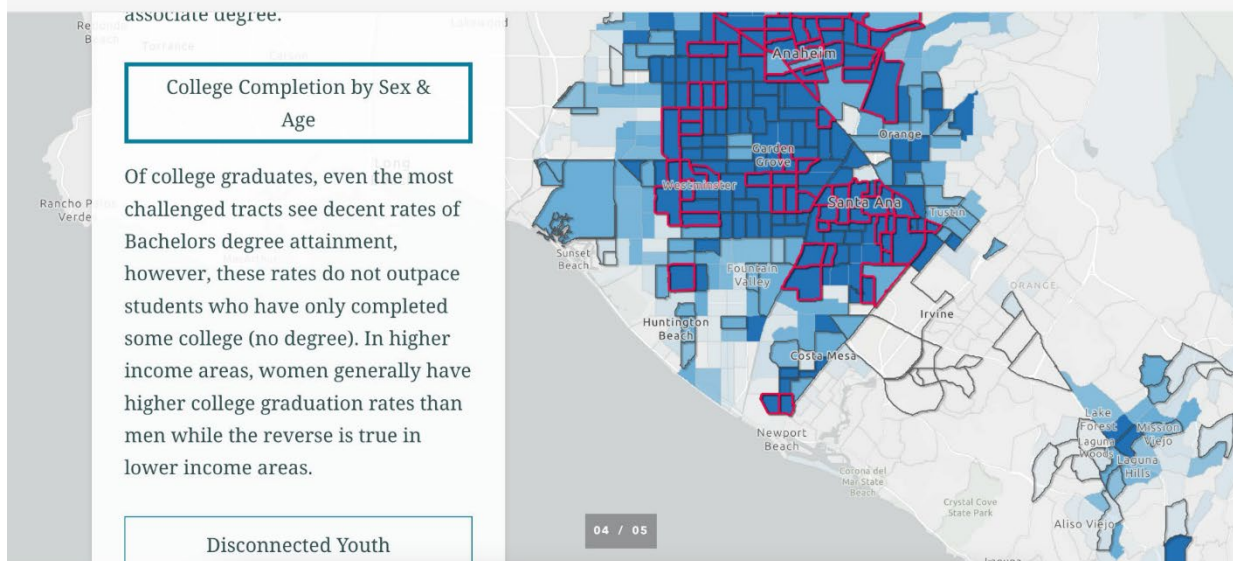 associate degree.
College Completion by Sex &
Age
Of college graduates, even the most
challenged tracts see decent rates of
Bachelors degree attainment,
however, these rates do not outpace
students who have only completed
some college (no degree). In higher
income areas, women generally have
higher college graduation rates than
men while the reverse is true in
lower income areas.
Disconnected Youth
Redondo
Beach
Torrance
Lakewood
Long
Rancho Palos
Verde
Anaheim
Orange
Garden
Grove
Westminster
Santa Ana
Tustin
Sunset
Beach
Fountain
Valley
ORANGE
Huntington
Beach
Irvine
Costa Mesa
Newport
Beach
Corona del
Mar State
Beach
Crystal Cove
State Park
Lake
Forest
Mission
Viejo
Laguna
Woods
Laguna
Hills
Aliso Viejo
04 / 05